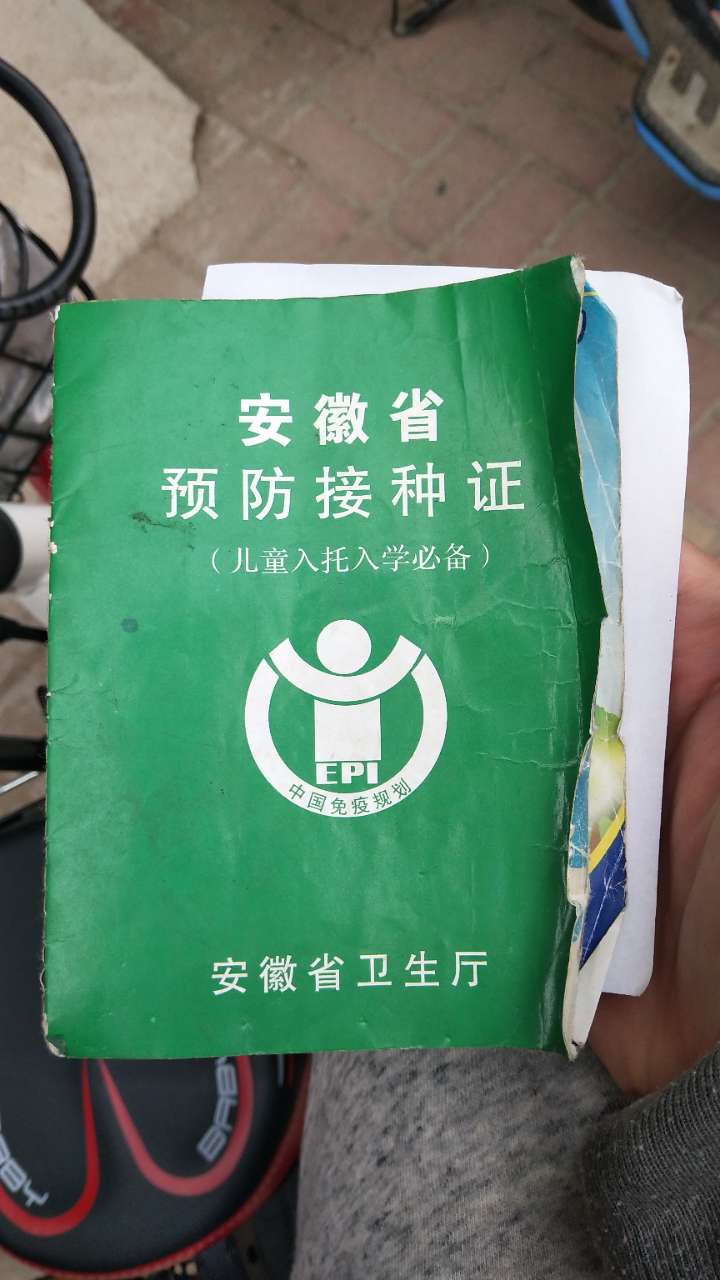 安徽省
预防接种证
（儿童入托入学必备）
EPI
中国免疫规划
安徽省卫生厅